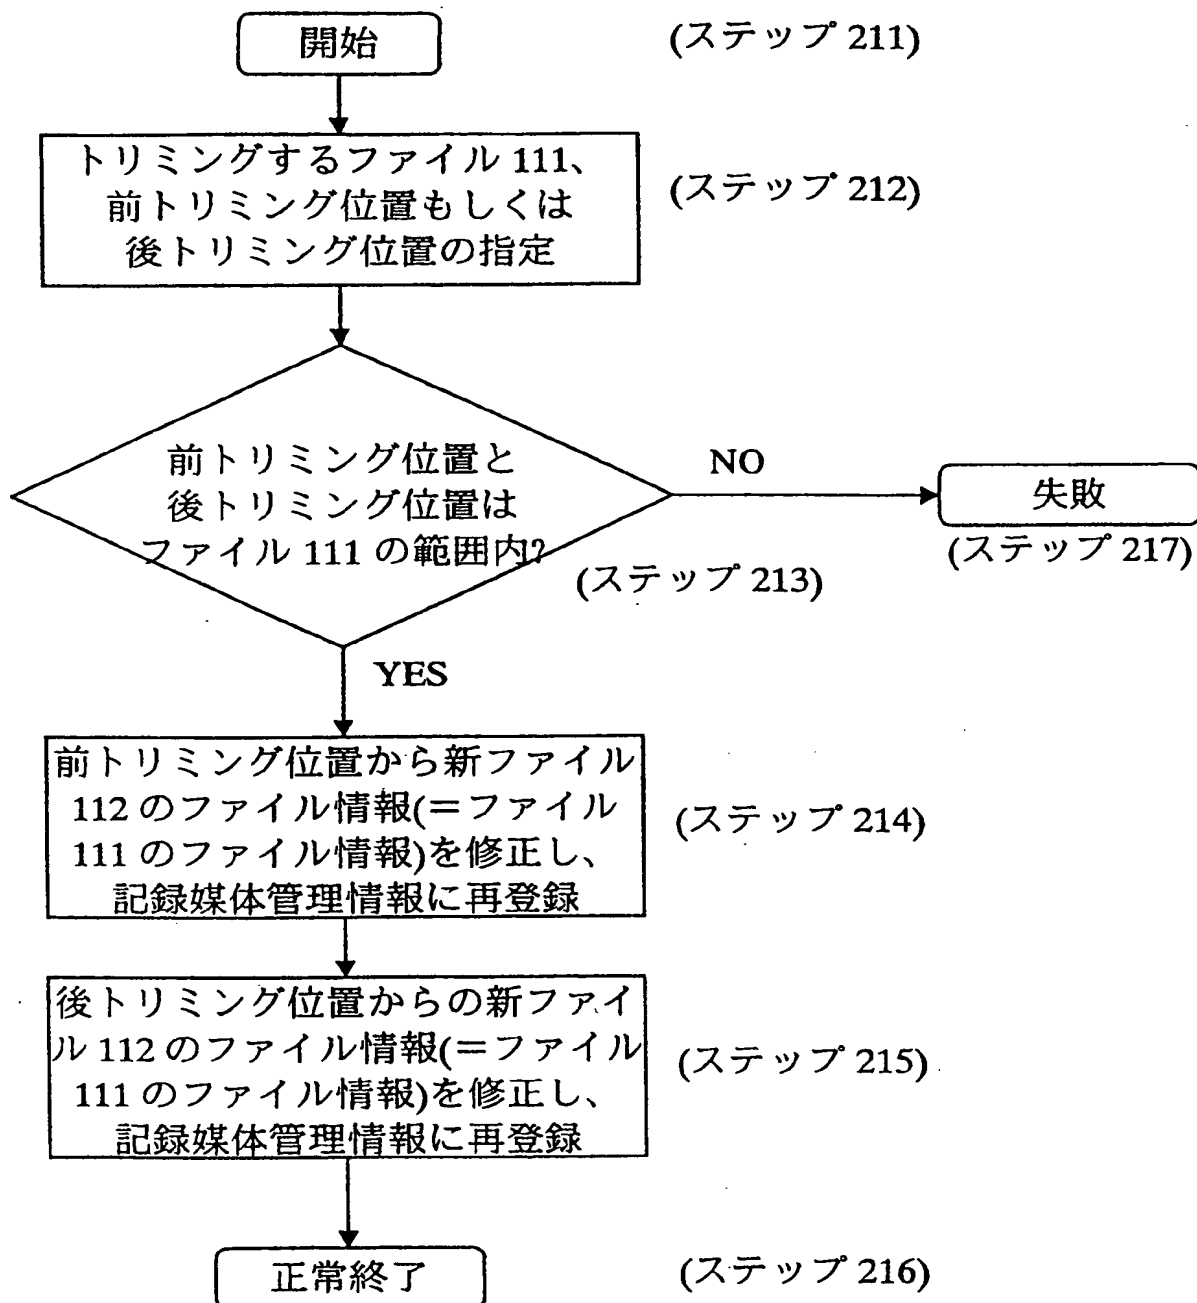 開始
(ステップ 211)
トリミングするファイル 111、
前トリミング位置もしくは
後トリミング位置の指定
(ステップ 212)
前トリミング位置と
後トリミング位置は
ファイル 111 の範囲内?
(ステップ 213)
NO
失敗
(ステップ 217)
YES
前トリミング位置から新ファイル
112 のファイル情報(=ファイル
111 のファイル情報)を修正し、
記録媒体管理情報に再登録
(ステップ 214)
後トリミング位置からの新ファイ
ル 112 のファイル情報(=ファイル
111 のファイル情報)を修正し、
記録媒体管理情報に再登録
(ステップ 215)
正常終了
(ステップ 216)